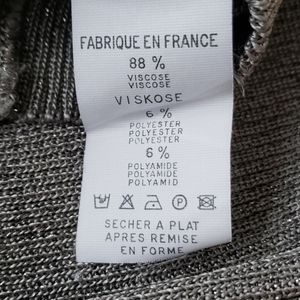 FABRIQUE EN FRANCE
88 %
VISCOSE
VISCOSE
VISKOSE
6 %
POLYESTER
POLYESTER
POLYESTER
6 %
POLYAMIDE
POLYAMIDE
POLYAMID
SECHER A PLAT
APRES REMISE
EN FORME